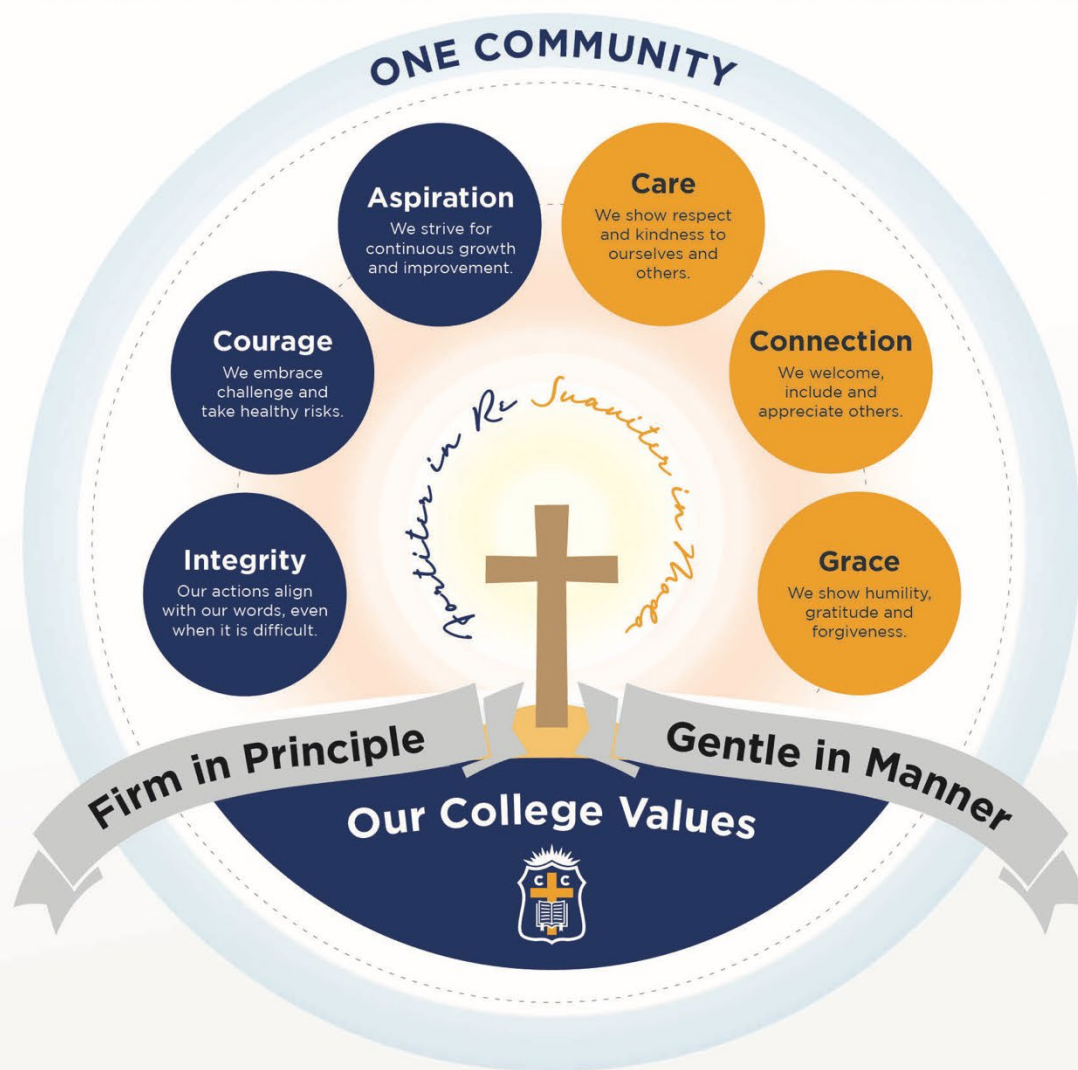 ONE COMMUNITY
Aspiration
We strive for
continuous growth
and improvement.
Care
We show respect
and kindness to
ourselves and
others.
Courage
We embrace
challenge and
take healthy risks.
Connection
We welcome,
include and
appreciate others.
Integrity
Our actions align
with our words, even
when it is difficult.
Grace
We show humility,
gratitude and
forgiveness.
Fortiter in Re Suaviter in Modo
Firm in Principle
Gentle in Manner
Our College Values
C C